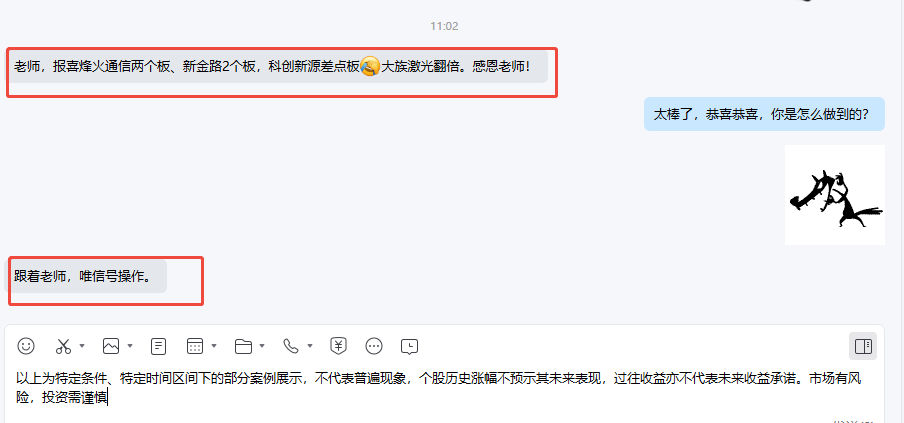 11:02
老师，报喜烽火通信两个板、新金路2个板，科创新源差点板大族激光翻倍。感恩老师！
太棒了，恭喜恭喜，你是怎么做到的？
跟着老师，唯信号操作。
以上为特定条件、特定时间区间下的部分案例展示，不代表普遍现象，个股历史涨幅不预示其未来表现，过往收益亦不代表未来收益承诺。市场有风
险，投资需谨慎